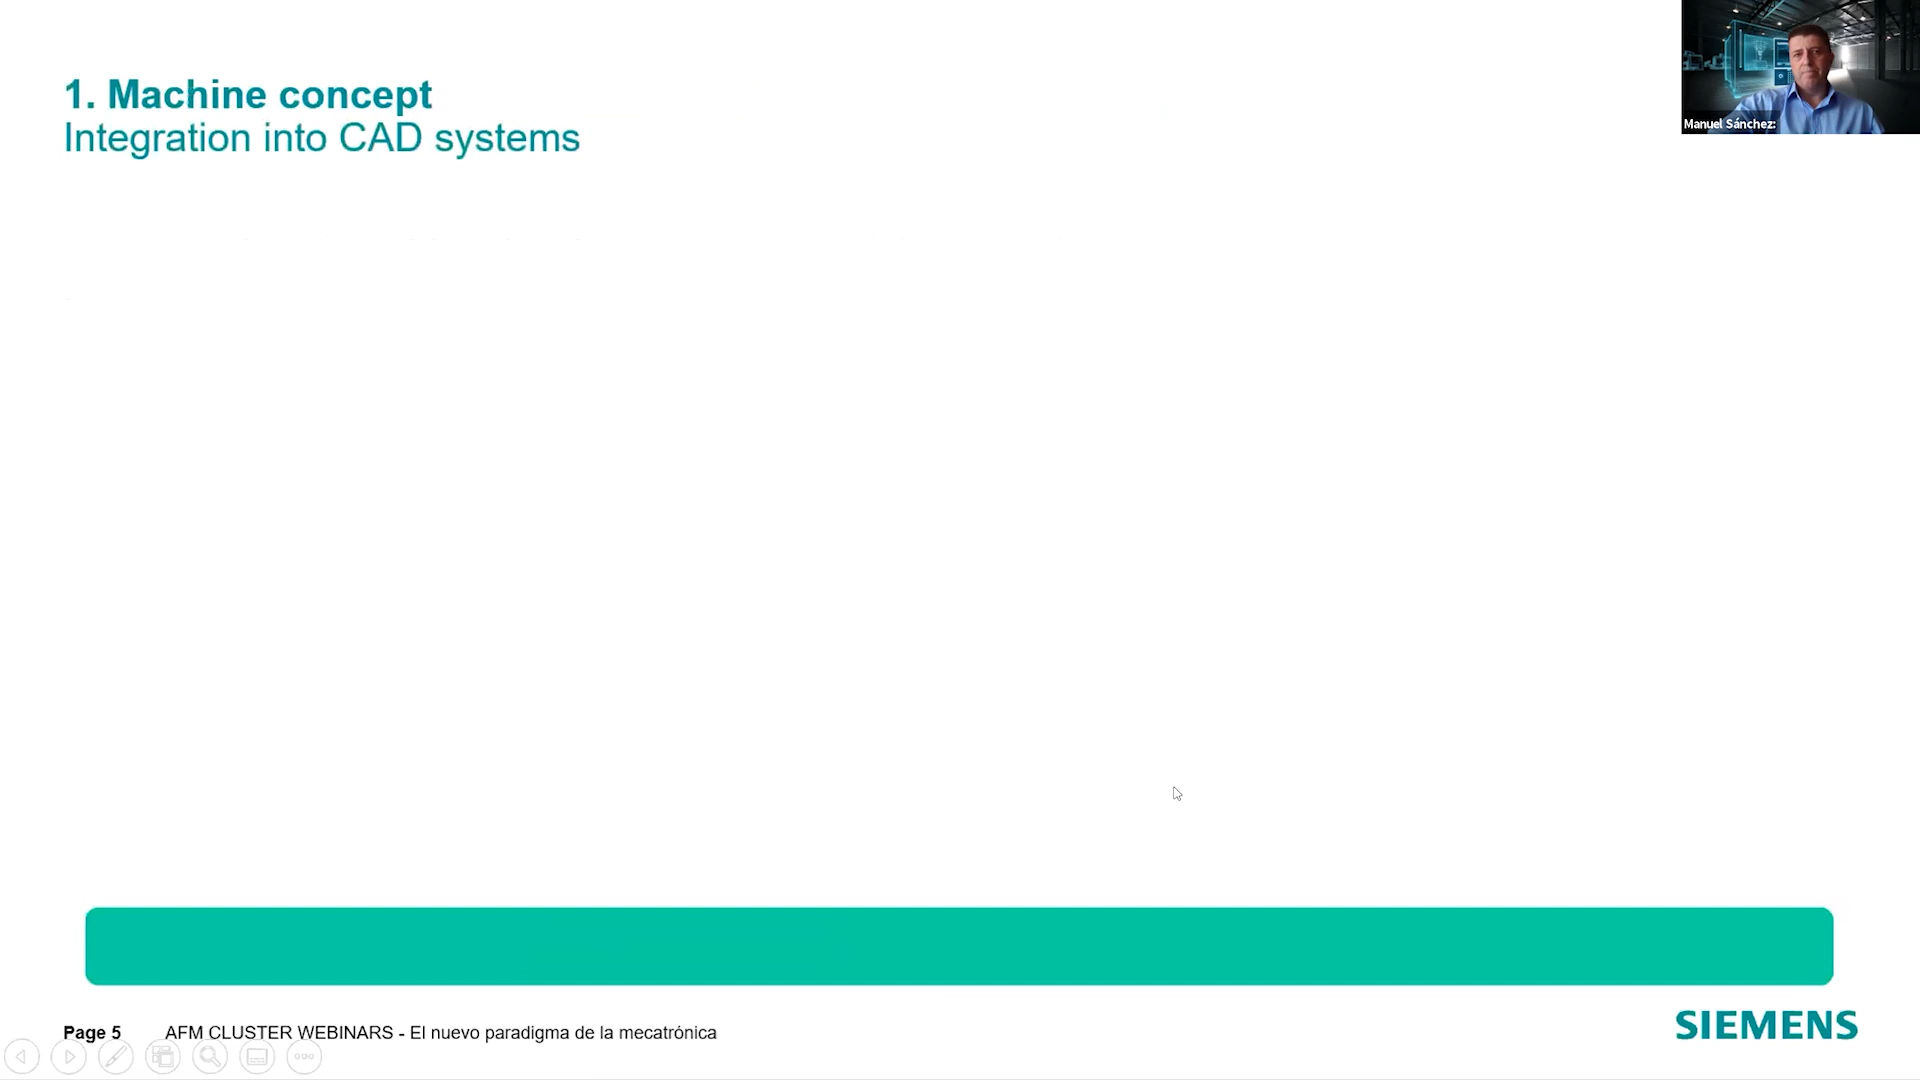 1. Machine concept
Integration into CAD systems
Manuel Sánchez:
Page 5 AFM CLUSTER WEBINARS - El nuevo paradigma de la mecatrónica
SIEMENS